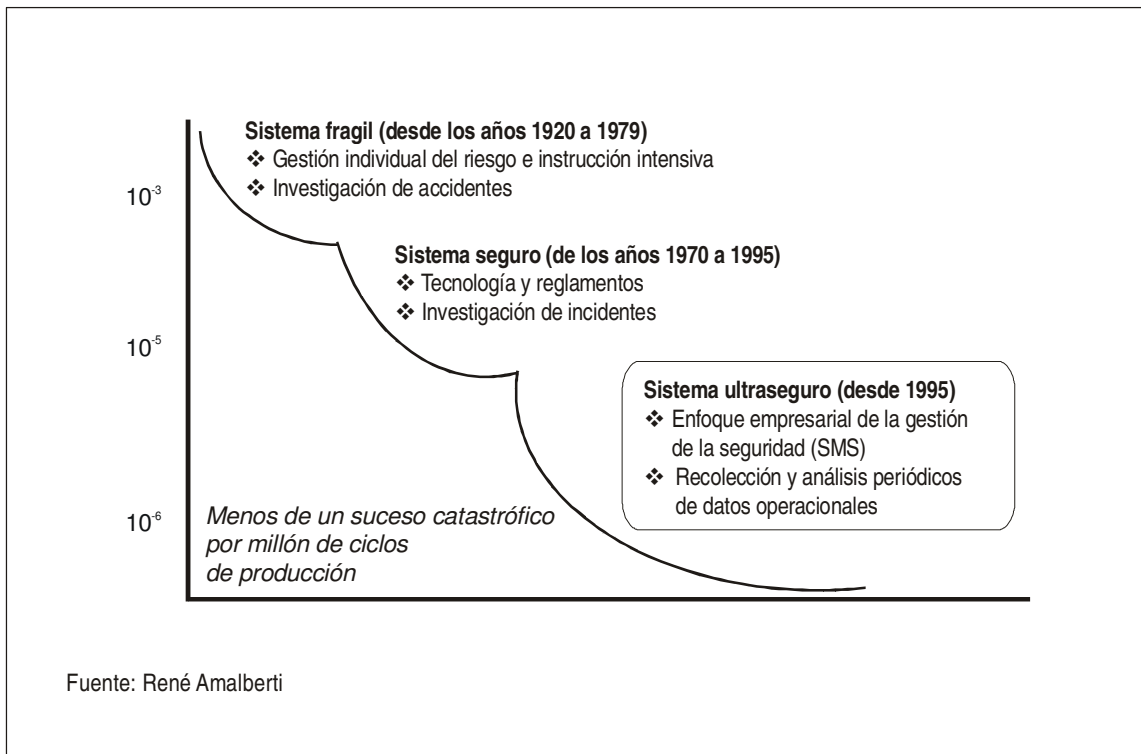 Sistema fragil (desde los años 1920 a 1979)
❖ Gestión individual del riesgo e instrucción intensiva
❖ Investigación de accidentes
10-3
Sistema seguro (de los años 1970 a 1995)
❖ Tecnología y reglamentos
❖ Investigación de incidentes
10-5
Sistema ultraseguro (desde 1995)
❖ Enfoque empresarial de la gestión
de la seguridad (SMS)
❖ Recolección y análisis periódicos
de datos operacionales
10-6
Menos de un suceso catastrófico
por millón de ciclos
de producción
Fuente: René Amalberti